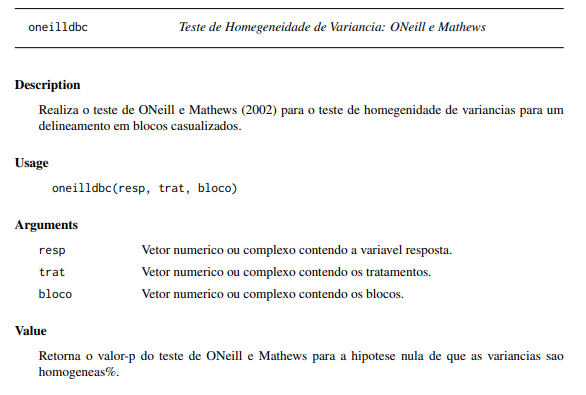 oneilldbc Teste de Homegeneidade de Variancia: ONeill e Mathews
Description
Realiza o teste de ONeill e Mathews (2002) para o teste de homegenidade de variancias para um
delineamento em blocos casualizados.
Usage
oneilldbc(resp, trat, bloco)
Arguments
resp Vetor numerico ou complexo contendo a variavel resposta.
trat Vetor numerico ou complexo contendo os tratamentos.
bloco Vetor numerico ou complexo contendo os blocos.
Value
Retorna o valor-p do teste de ONeill e Mathews para a hipotese nula de que as variancias sao
homogeneas%.